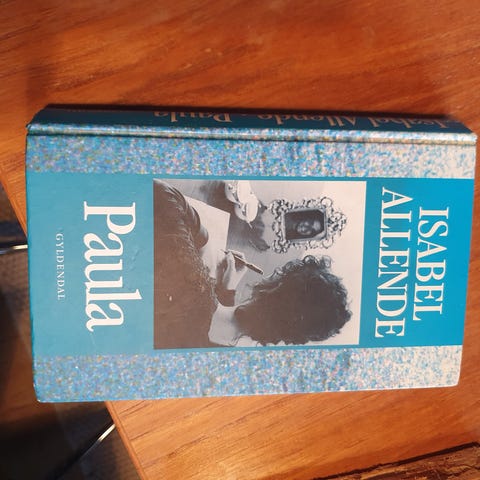 ISABEL
ALLENDE
Paula
GYLDENDAL
Isabel Allende · Paula